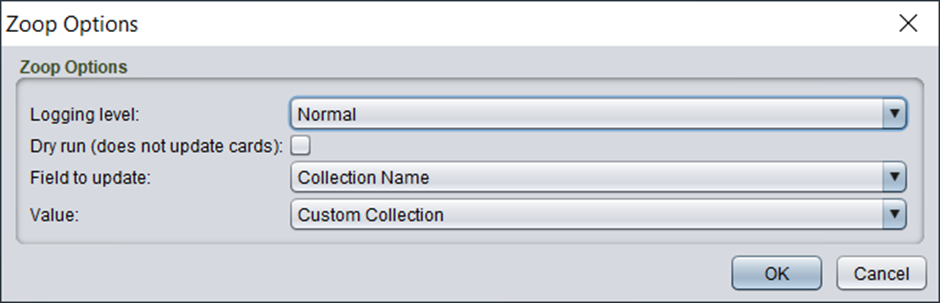 Zoop Options
Zoop Options
Logging level: Normal
Dry run (does not update cards):
Field to update: Collection Name
Value: Custom Collection
OK Cancel